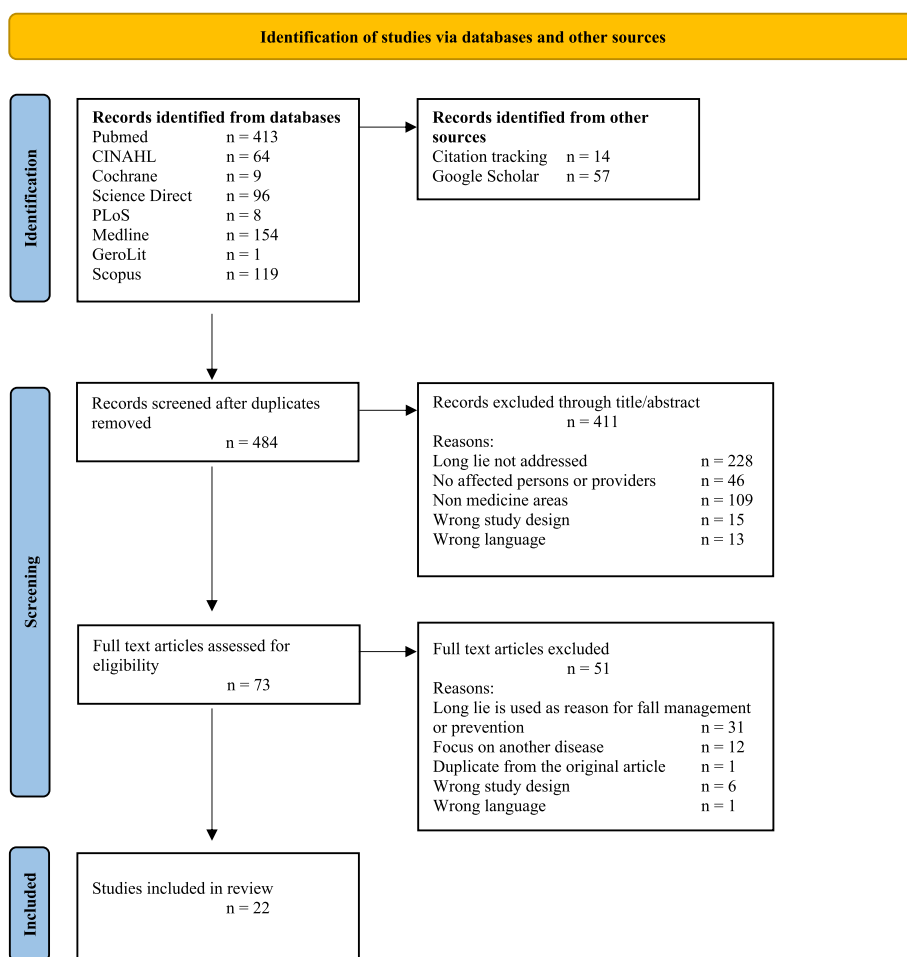 Identification of studies via databases and other sources
Identification
Records identified from databases
Pubmed n = 413
CINAHL n = 64
Cochrane n = 9
Science Direct n = 96
PLoS n = 8
Medline n = 154
GeroLit n = 1
Scopus n = 119
Records identified from other
sources
Citation tracking n = 14
Google Scholar n = 57
Screening
Records screened after duplicates
removed
n = 484
Records excluded through title/abstract
n = 411
Reasons:
Long lie not addressed n = 228
No affected persons or providers n = 46
Non medicine areas n = 109
Wrong study design n = 15
Wrong language n = 13
Full text articles assessed for
eligibility
n = 73
Full text articles excluded
n = 51
Reasons:
Long lie is used as reason for fall management
or prevention n = 31
Focus on another disease n = 12
Duplicate from the original article n = 1
Wrong study design n = 6
Wrong language n = 1
Included
Studies included in review
n = 22